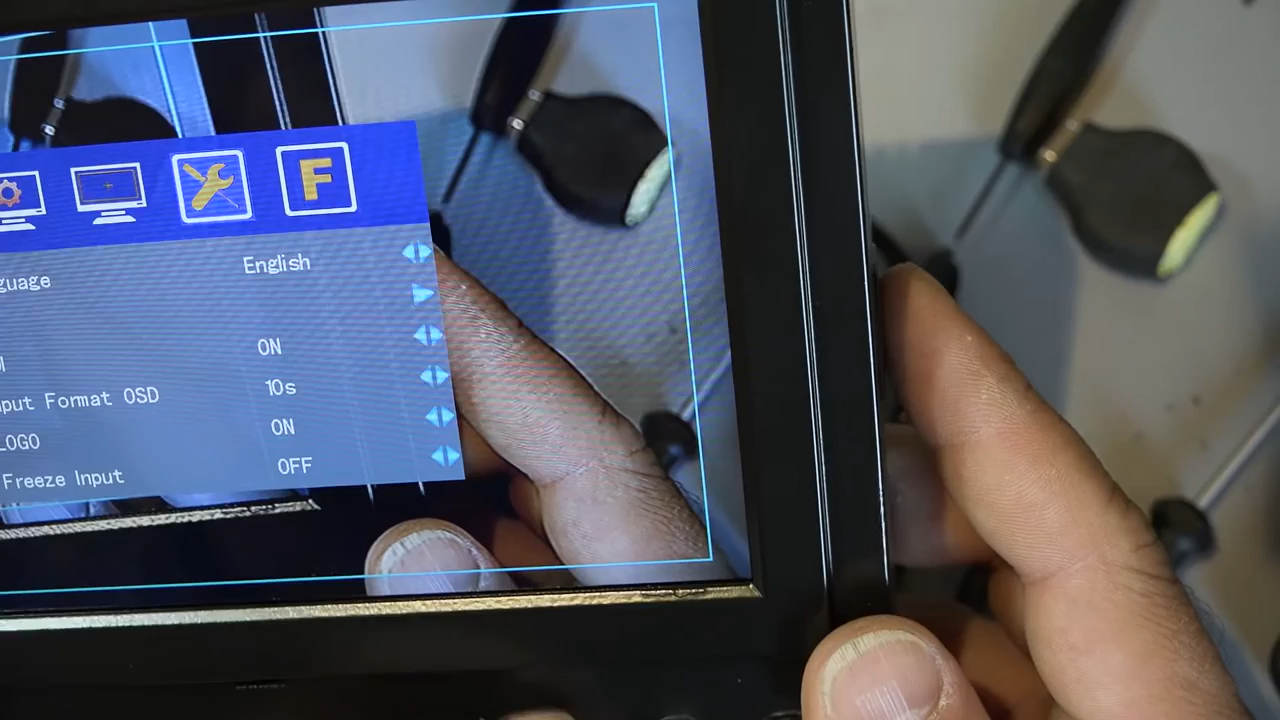 F
guage English
ON
nput Format OSD 10s
LOGO ON
Freeze Input OFF